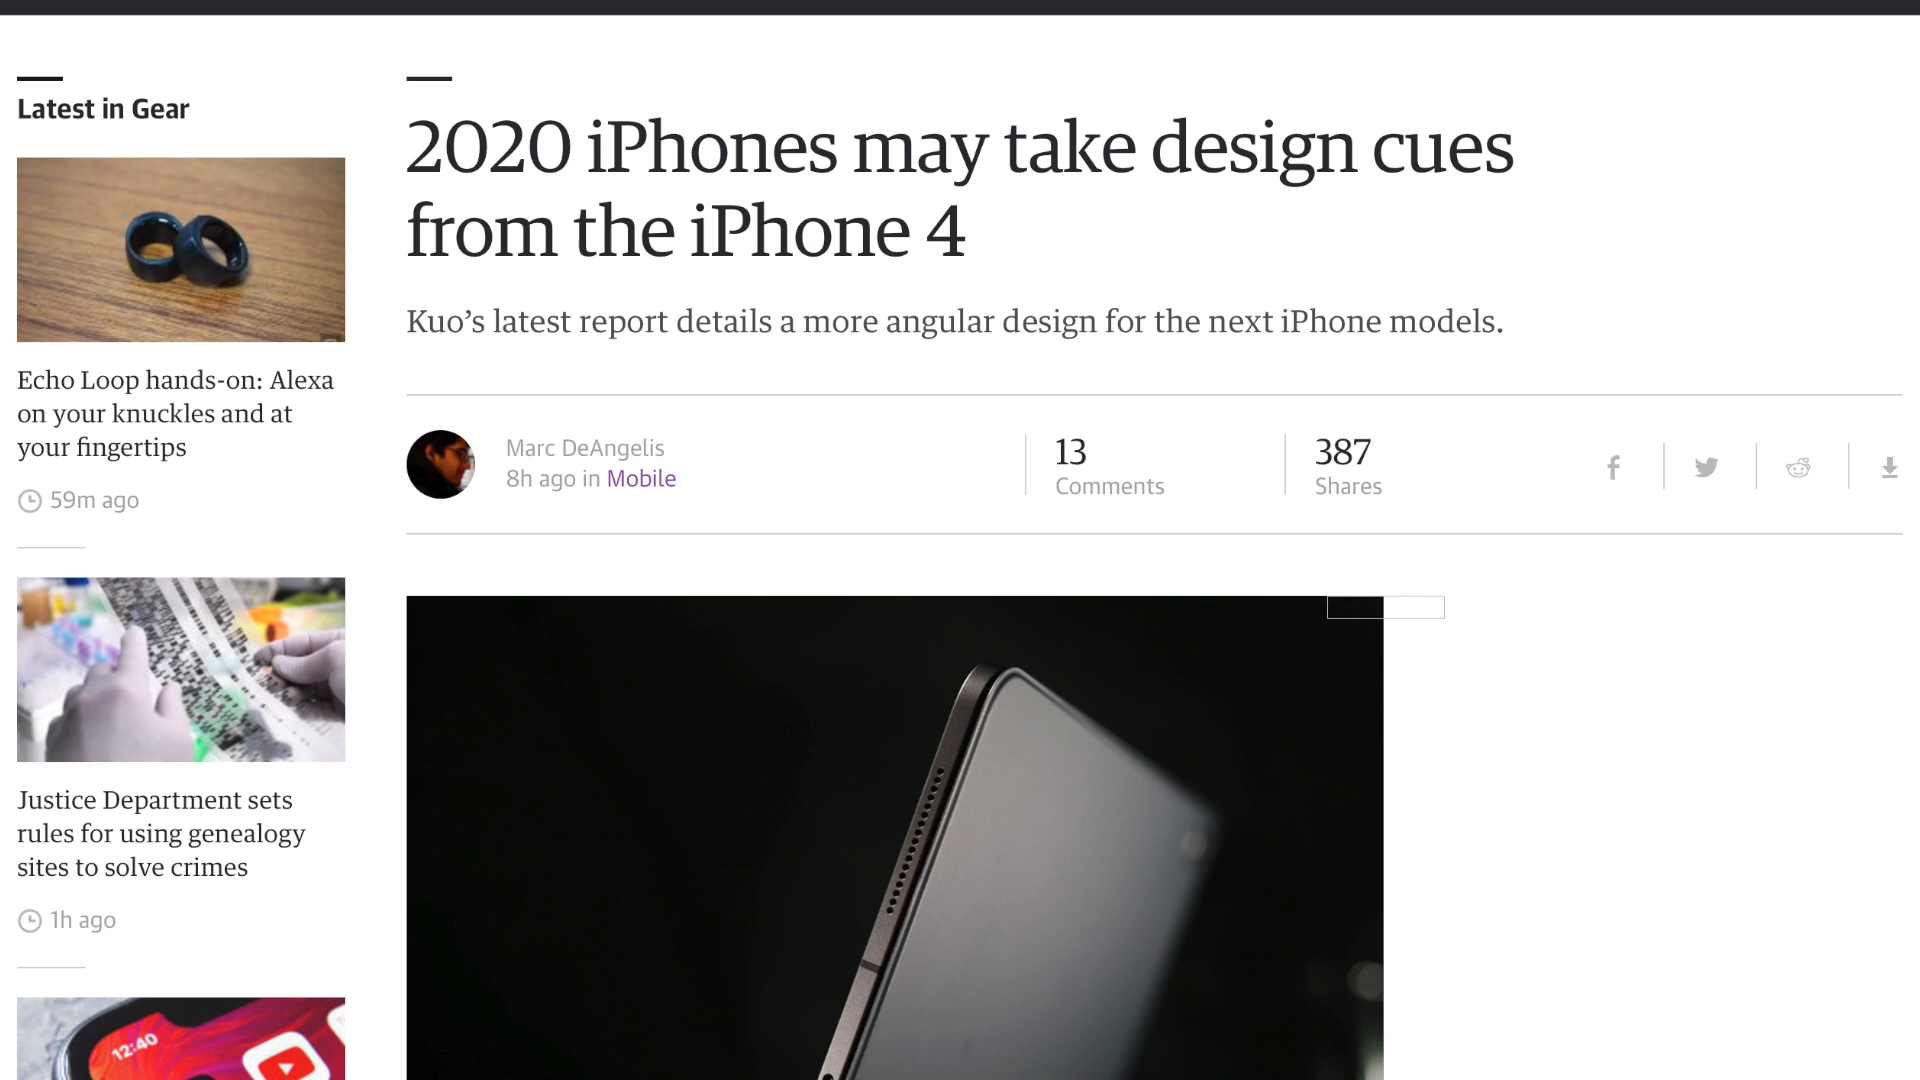 Latest in Gear
Echo Loop hands-on: Alexa
on your knuckles and at
your fingertips
59m ago
Justice Department sets
rules for using genealogy
sites to solve crimes
1h ago
12:40
2020 iPhones may take design cues
from the iPhone 4
Kuo’s latest report details a more angular design for the next iPhone models.
Marc DeAngelis
8h ago in Mobile
13
Comments
387
Shares